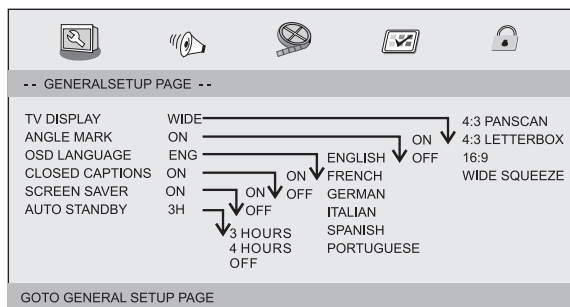 -- GENERALSETUP PAGE --
TV DISPLAY WIDE 4:3 PANSCAN
ANGLE MARK ON ON 4:3 LETTERBOX
OSD LANGUAGE ENG ENGLISH OFF 16:9
CLOSED CAPTIONS ON ON FRENCH WIDE SQUEEZE
SCREEN SAVER ON ON OFF GERMAN
AUTO STANDBY 3H OFF ITALIAN
3 HOURS SPANISH
4 HOURS PORTUGUESE
OFF
GOTO GENERAL SETUP PAGE